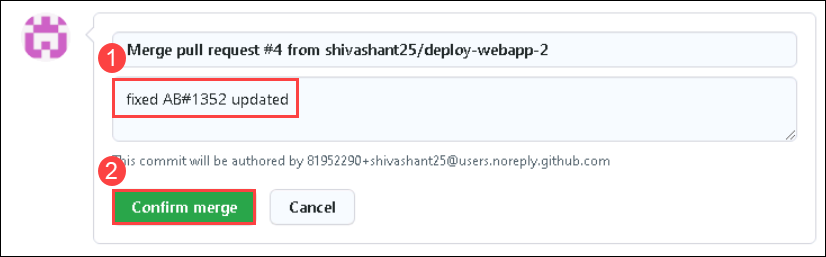 Merge pull request #4 from shivashant25/deploy-webapp-2
1
fixed AB#1352 updated
This commit will be authored by 81952290+shivashant25@users.noreply.github.com
2
Confirm merge
Cancel